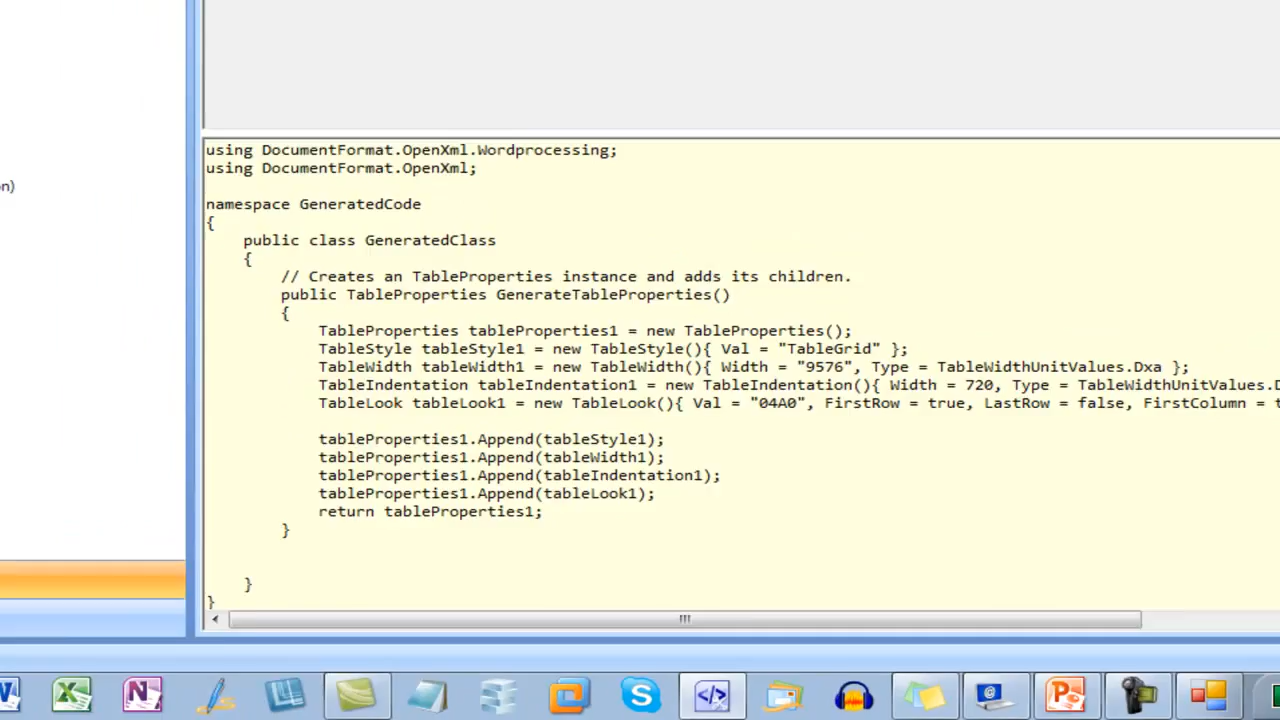 n)
using DocumentFormat.OpenXml.Wordprocessing;
using DocumentFormat.OpenXml;
namespace GeneratedCode
{
public class GeneratedClass
{
// Creates an TableProperties instance and adds its children.
public TableProperties GenerateTableProperties()
{
TableProperties tableProperties1 = new TableProperties();
TableStyle tableStyle1 = new TableStyle(){ Val = "TableGrid" };
TableWidth tableWidth1 = new TableWidth(){ Width = "9576", Type = TableWidthUnitValues.Dxa };
TableIndentation tableIndentation1 = new TableIndentation(){ Width = 720, Type = TableWidthUnitValues.D
TableLook tableLook1 = new TableLook(){ Val = "04A0", FirstRow = true, LastRow = false, FirstColumn = t
tableProperties1.Append(tableStyle1);
tableProperties1.Append(tableWidth1);
tableProperties1.Append(tableIndentation1);
tableProperties1.Append(tableLook1);
return tableProperties1;
}
}
}